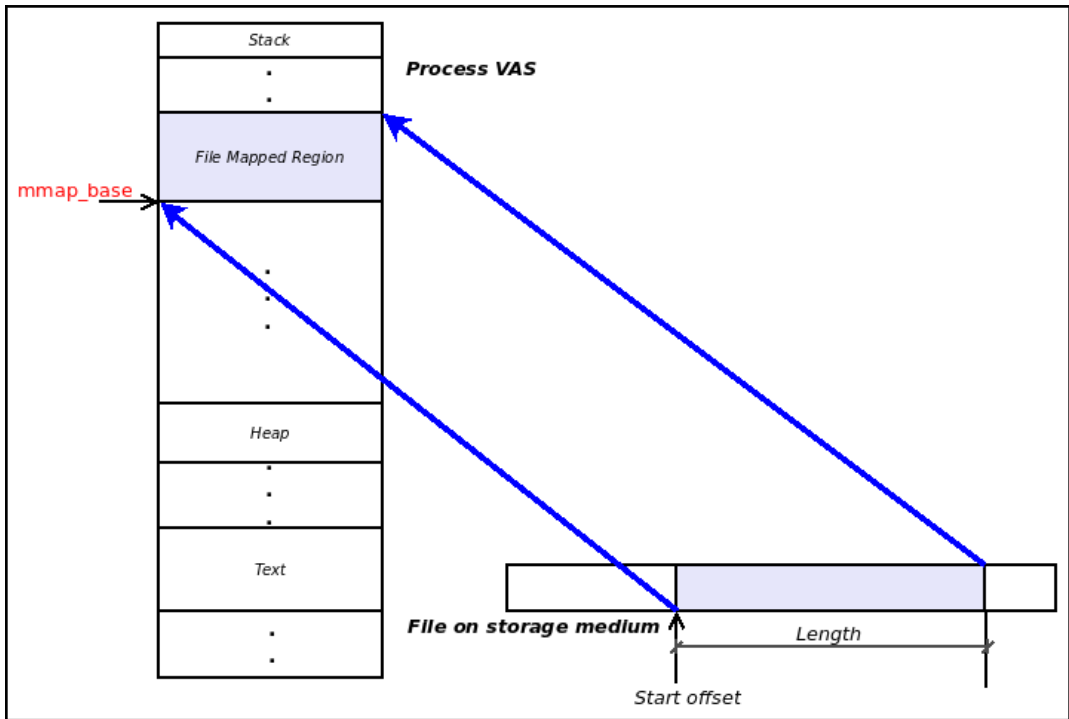 Stack
Process VAS
File Mapped Region
mmap_base
Heap
Text
File on storage medium
Length
Start offset